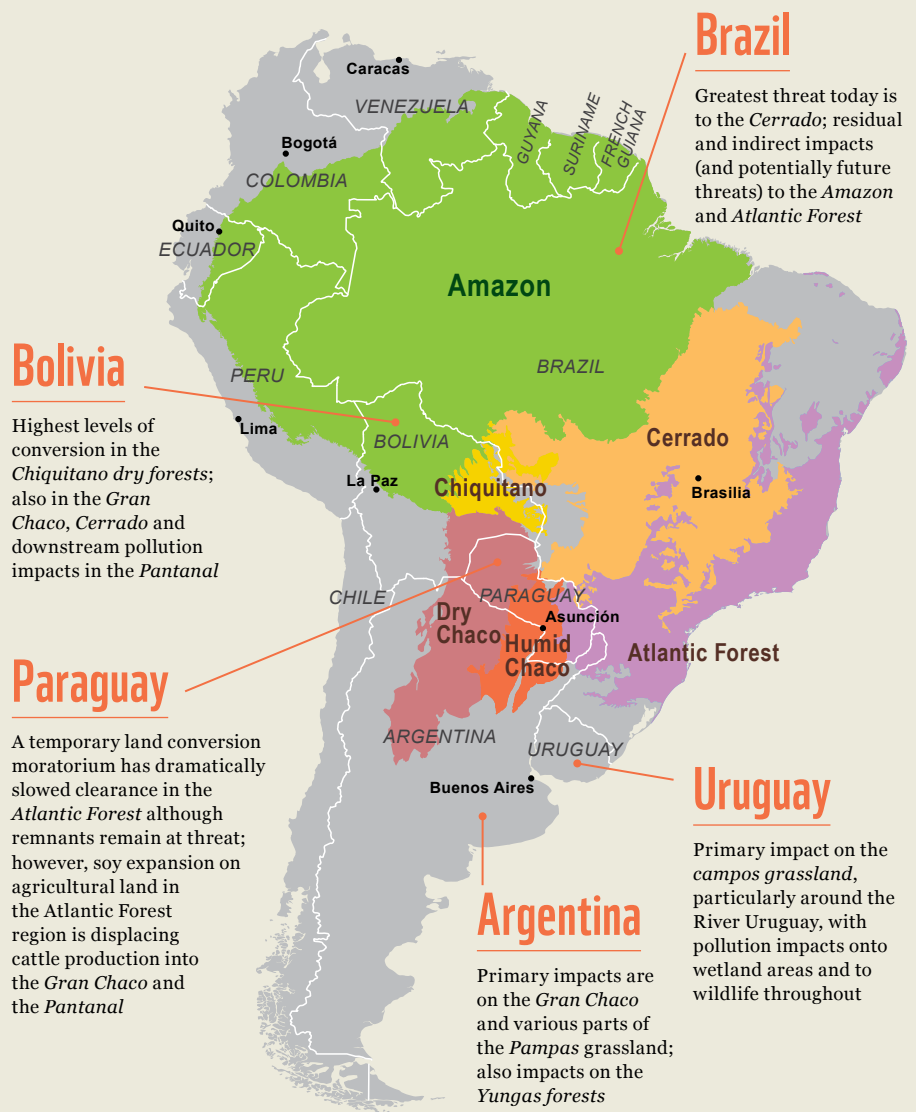 Brazil
Greatest threat today is
to the Cerrado; residual
and indirect impacts
(and potentially future
threats) to the Amazon
and Atlantic Forest
Caracas
VENEZUELA
GUYANA
SURINAME
FRENCH
GUIANA
Bogotá
COLOMBIA
Quito
ECUADOR
Amazon
BRAZIL
PERU
Lima
BOLIVIA
La Paz
Chiquitano
Cerrado
Brasilia
CHILE
PARAGUAY
Asunción
Dry
Chaco
Humid
Chaco
Atlantic Forest
ARGENTINA
URUGUAY
Buenos Aires
Bolivia
Highest levels of
conversion in the
Chiquitano dry forests;
also in the Gran
Chaco, Cerrado and
downstream pollution
impacts in the Pantanal
Paraguay
A temporary land conversion
moratorium has dramatically
slowed clearance in the
Atlantic Forest although
remnants remain at threat;
however, soy expansion on
agricultural land in
the Atlantic Forest
region is displacing
cattle production into
the Gran Chaco and
the Pantanal
Argentina
Primary impacts are
on the Gran Chaco
and various parts of
the Pampas grassland;
also impacts on the
Yungas forests
Uruguay
Primary impact on the
campos grassland,
particularly around the
River Uruguay, with
pollution impacts onto
wetland areas and to
wildlife throughout